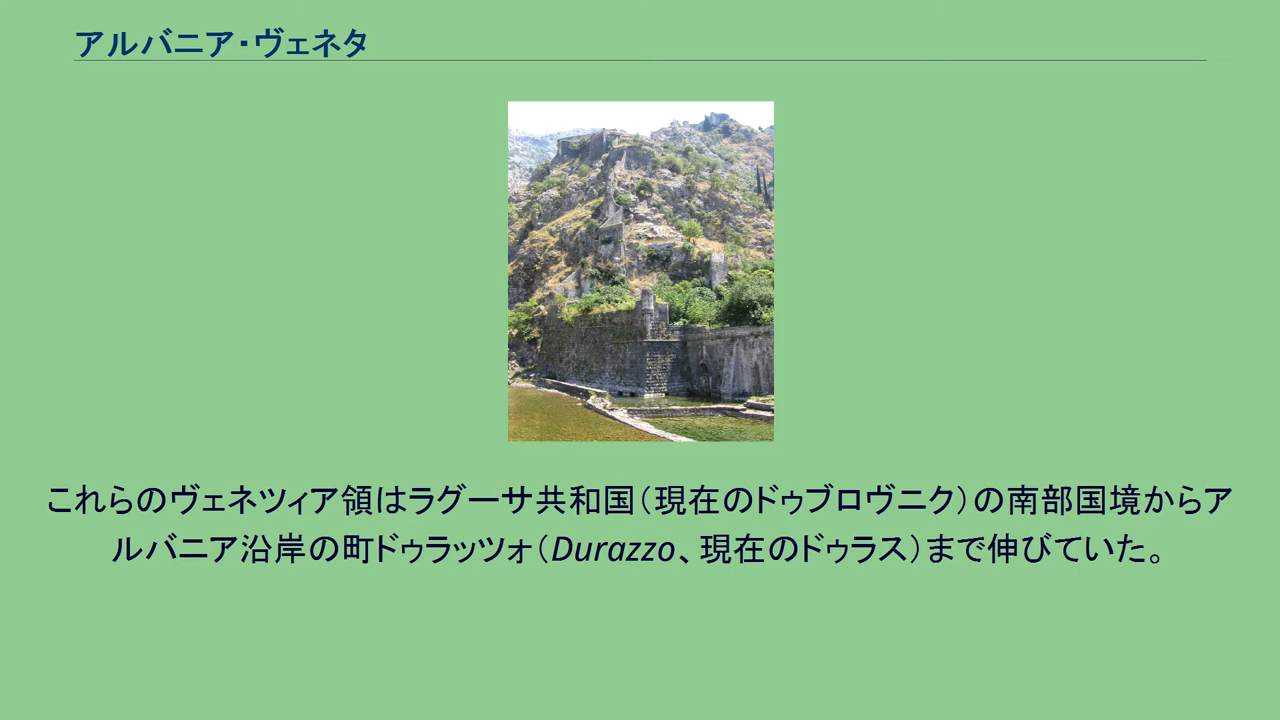 アルバニア・ヴェネタ
これらのヴェネツィア領はラグーサ共和国（現在のドゥブロヴニク）の南部国境からア
ルバニア沿岸の町ドゥラッツォ（Durazzo、現在のドゥラス）まで伸びていた。